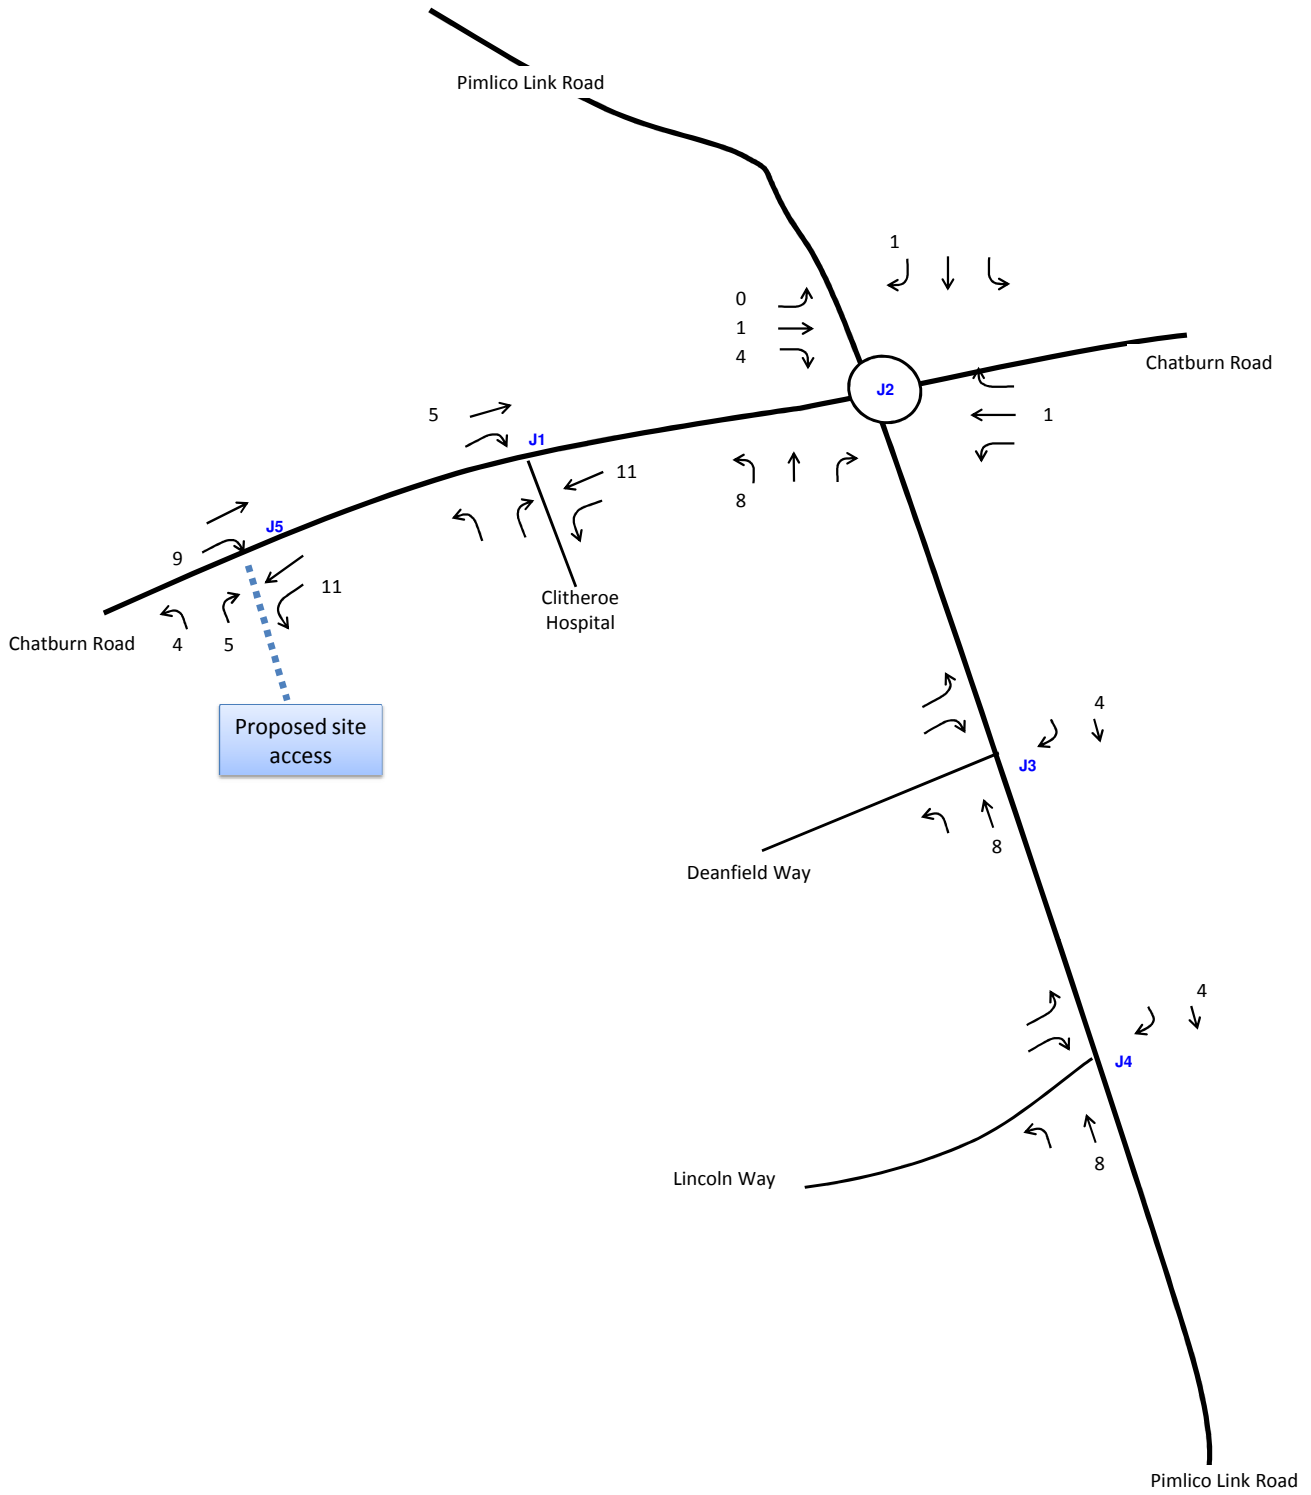 Pimlico Link Road
1
0
1
4
Chatburn Road
J2
5
J1
1
11
8
J5
9
11
Clitheroe
Hospital
Chatburn Road
4
5
4
Proposed site
access
J3
8
Deanfield Way
4
J4
8
Lincoln Way
Pimlico Link Road